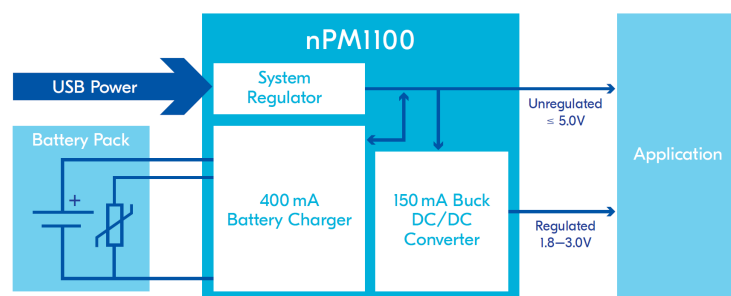 nPM1100
USB Power
System
Regulator
Unregulated
≤ 5.0V
Battery Pack
+
400 mA
Battery Charger
150 mA Buck
DC/DC
Converter
Regulated
1.8–3.0V
Application